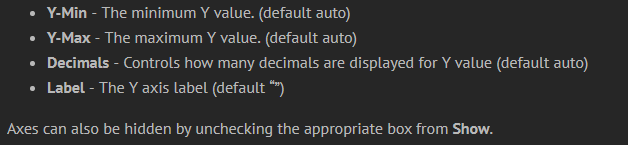 • Y-Min - The minimum Y value. (default auto)
• Y-Max - The maximum Y value. (default auto)
• Decimals - Controls how many decimals are displayed for Y value (default auto)
• Label - The Y axis label (default “”)
Axes can also be hidden by unchecking the appropriate box from Show.